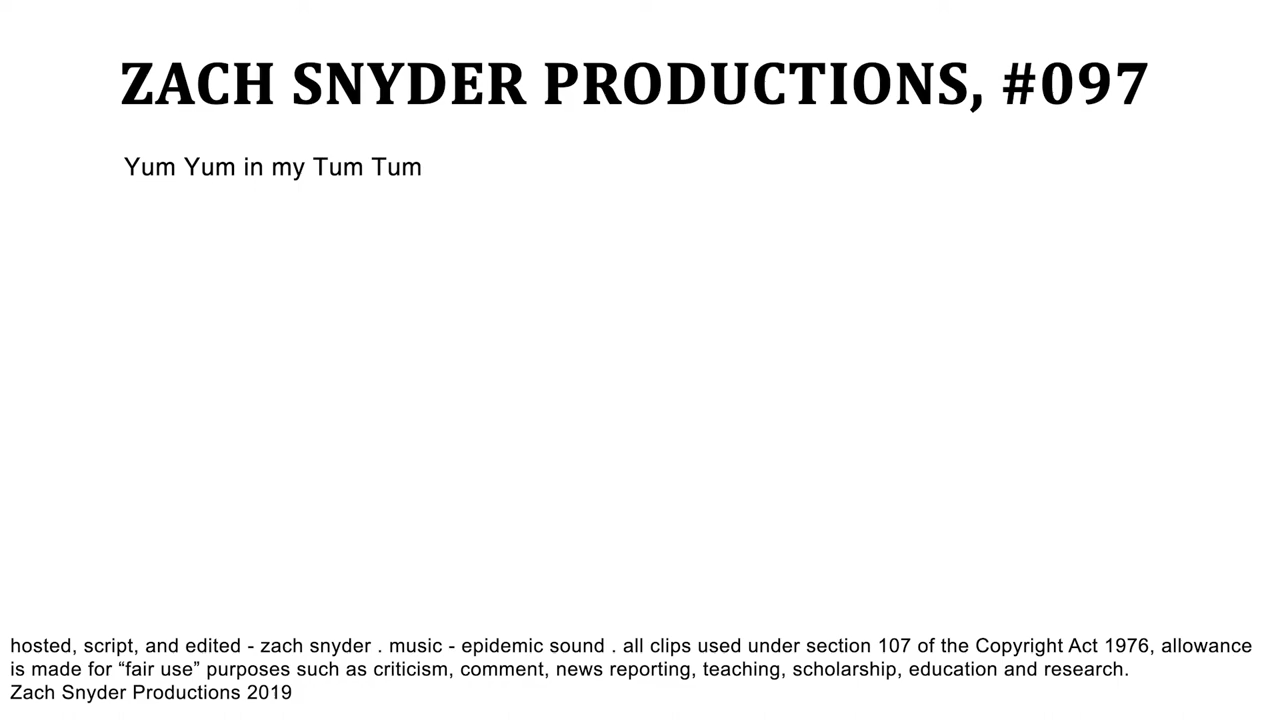 ZACH SNYDER PRODUCTIONS, #097
Yum Yum in my Tum Tum
hosted, script, and edited - zach snyder . music - epidemic sound . all clips used under section 107 of the Copyright Act 1976, allowance
is made for “fair use” purposes such as criticism, comment, news reporting, teaching, scholarship, education and research.
Zach Snyder Productions 2019